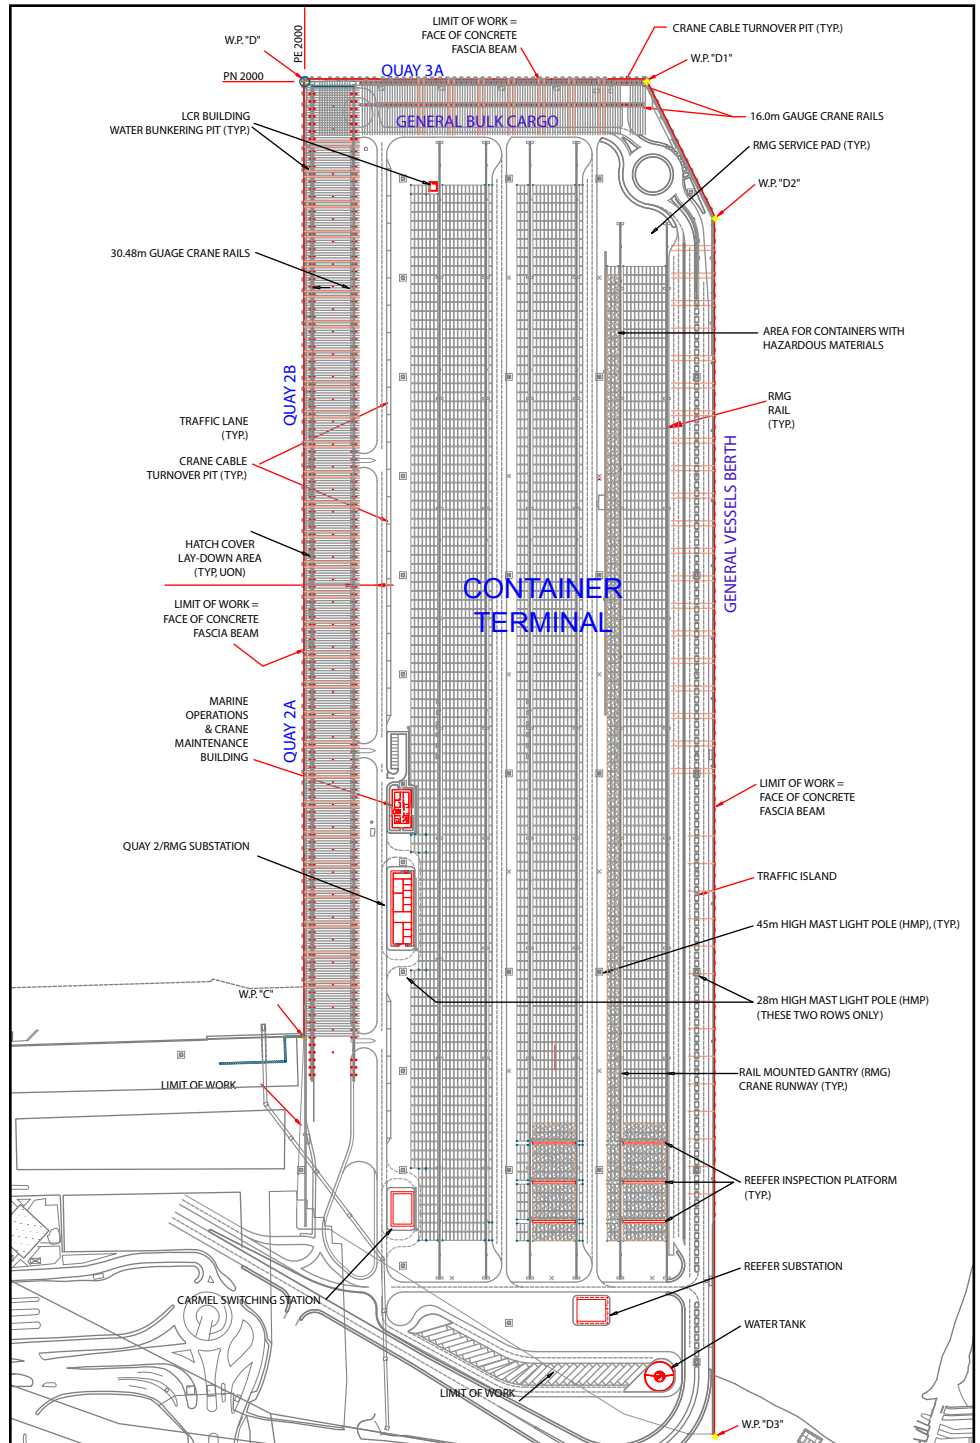 LIMIT OF WORK =
FACE OF CONCRETE
FASCIA BEAM
CRANE CABLE TURNOVER PIT (TYP.)
W.P. "D"
PE 2000
W.P. "D1"
PN 2000
QUAY 3A
LCR BUILDING
WATER BUNKERING PIT (TYP.)
GENERAL BULK CARGO
16.0m GAUGE CRANE RAILS
RMG SERVICE PAD (TYP.)
W.P. "D2"
30.48m GUAGE CRANE RAILS
AREA FOR CONTAINERS WITH
HAZARDOUS MATERIALS
QUAY 2B
RMG
RAIL
(TYP.)
TRAFFIC LANE
(TYP.)
CRANE CABLE
TURNOVER PIT (TYP.)
GENERAL VESSELS BERTH
HATCH COVER
LAY-DOWN AREA
(TYP, UON)
CONTAINER
TERMINAL
LIMIT OF WORK =
FACE OF CONCRETE
FASCIA BEAM
MARINE
OPERATIONS
& CRANE
MAINTENANCE
BUILDING
QUAY 2A
LIMIT OF WORK =
FACE OF CONCRETE
FASCIA BEAM
QUAY 2/RMG SUBSTATION
TRAFFIC ISLAND
45m HIGH MAST LIGHT POLE (HMP), (TYP.)
W.P. "C"
28m HIGH MAST LIGHT POLE (HMP)
(THESE TWO ROWS ONLY)
LIMIT OF WORK
RAIL MOUNTED GANTRY (RMG)
CRANE RUNWAY (TYP.)
REEFER INSPECTION PLATFORM
(TYP.)
REEFER SUBSTATION
CARMEL SWITCHING STATION
WATER TANK
LIMIT OF WORK
W.P. "D3"